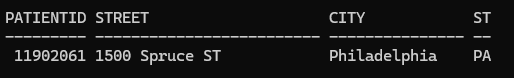 PATIENTID STREET                    CITY            ST
--------- ------------------------- --------------- --
 11902061 1500 Spruce ST            Philadelphia    PA